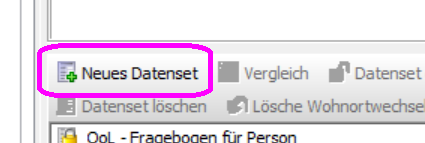 Neues Datenset Vergleich Datenset
Datenset löschen Lösche Wohnortwechse
QoL - Fragebogen für Person